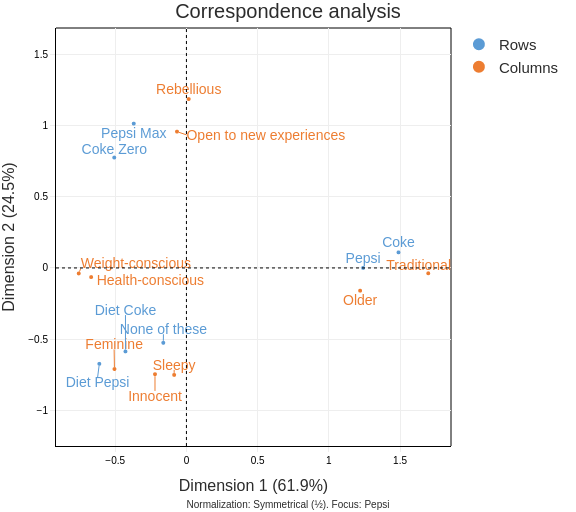 Correspondence analysis
Rows
Columns
Dimension 2 (24.5%)
1.5
1
0.5
0
−0.5
−1
Rebellious
Pepsi Max
Open to new experiences
Coke Zero
Coke
Pepsi
Traditional
Weight-conscious
Health-conscious
Older
Diet Coke
None of these
Feminine
Sleepy
Diet Pepsi
Innocent
−0.5
0
0.5
1
1.5
Dimension 1 (61.9%)
Normalization: Symmetrical (½). Focus: Pepsi